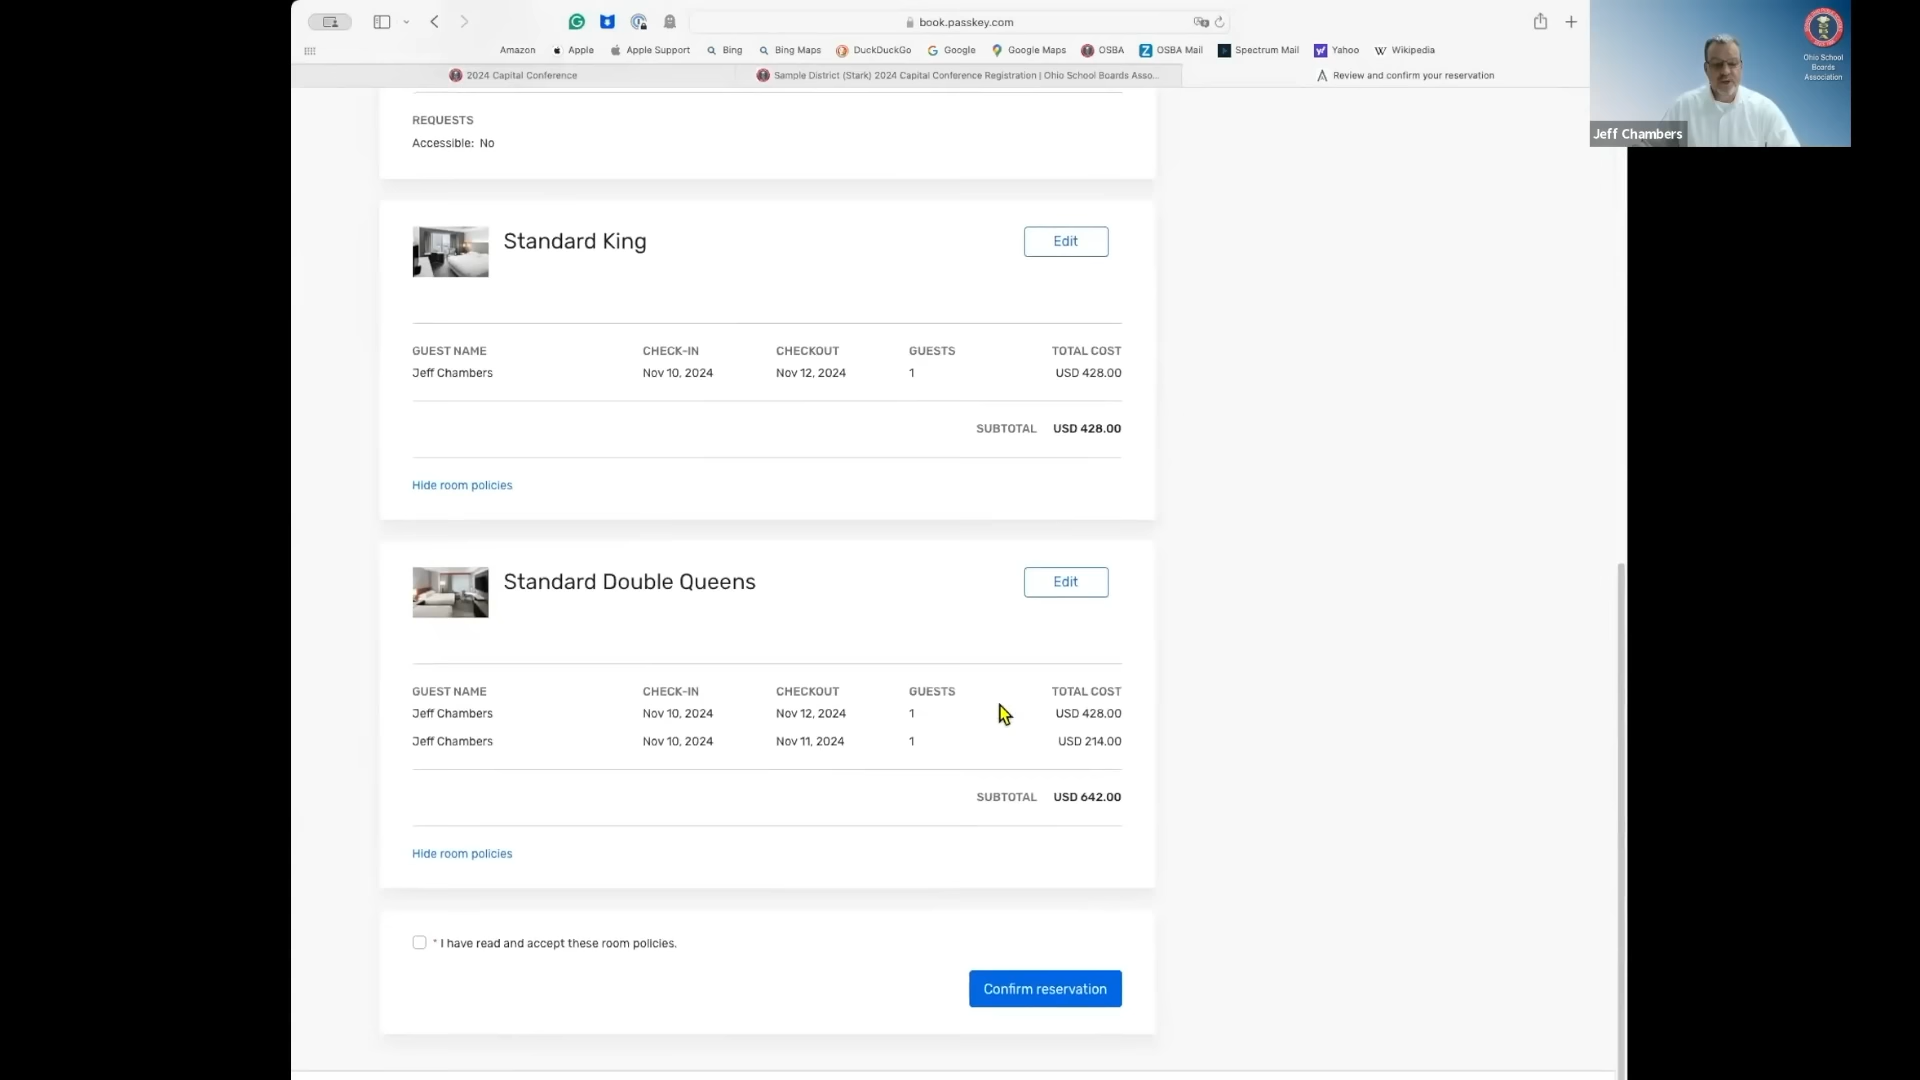 book.passkey.com
Amazon Apple Apple Support Bing Bing Maps DuckDuckGo Google Google Maps OSBA OSBA Mail Spectrum Mail Yahoo Wikipedia
2024 Capital Conference
Sample District (Stark) 2024 Capital Conference Registration | Ohio School Boards Asso...
Review and confirm your reservation
Ohio School
Boards
Association
Jeff Chambers
REQUESTS
Accessible: No
Standard King
Edit
GUEST NAME CHECK-IN CHECKOUT GUESTS TOTAL COST
Jeff Chambers Nov 10, 2024 Nov 12, 2024 1 USD 428.00
SUBTOTAL USD 428.00
Hide room policies
Standard Double Queens
Edit
GUEST NAME CHECK-IN CHECKOUT GUESTS TOTAL COST
Jeff Chambers Nov 10, 2024 Nov 12, 2024 1 USD 428.00
Jeff Chambers Nov 10, 2024 Nov 11, 2024 1 USD 214.00
SUBTOTAL USD 642.00
Hide room policies
* I have read and accept these room policies.
Confirm reservation